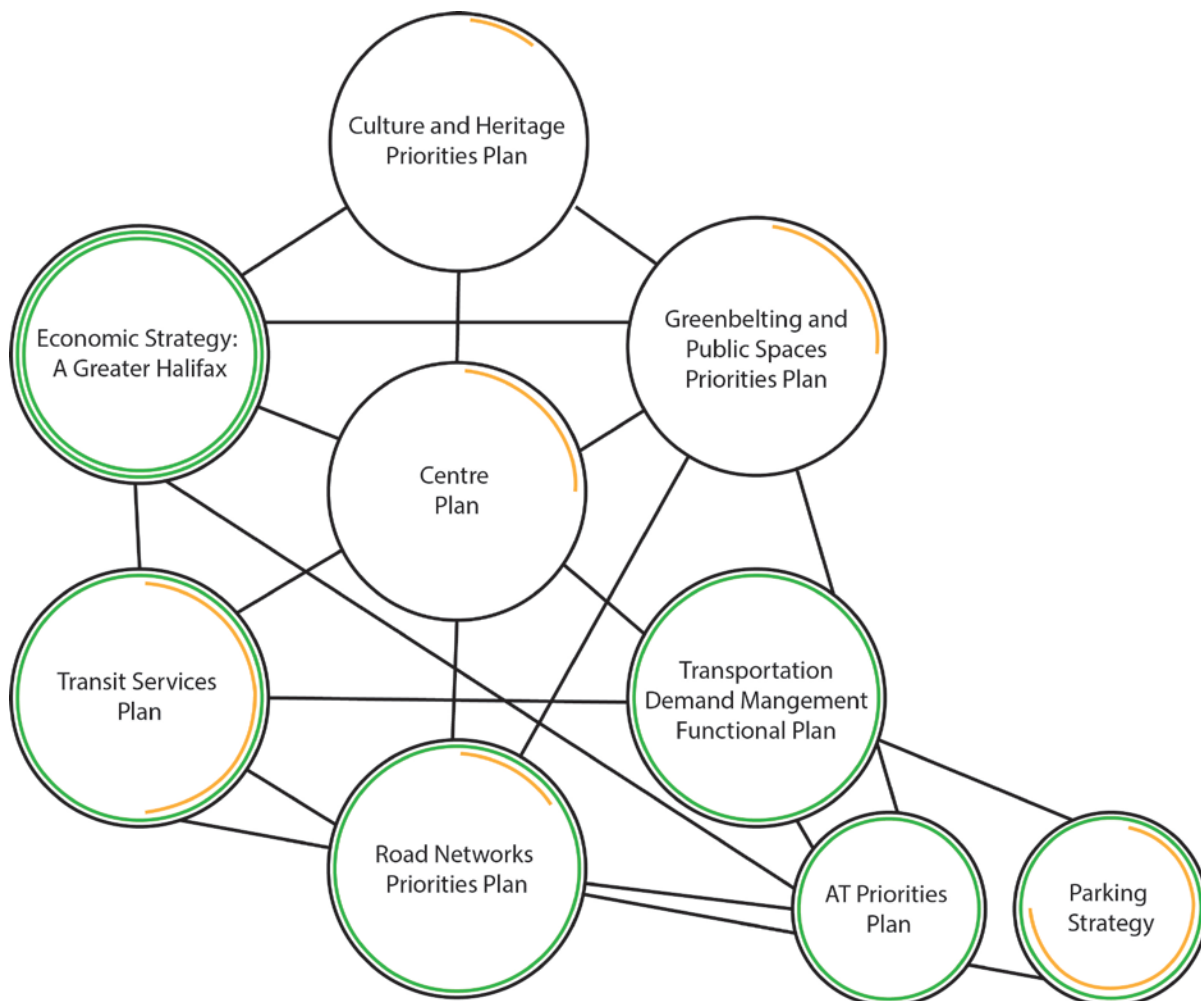 Culture and Heritage
Priorities Plan
Economic Strategy:
A Greater Halifax
Greenbelting and
Public Spaces
Priorities Plan
Centre
Plan
Transit Services
Plan
Transportation
Demand Mangement
Functional Plan
Road Networks
Priorities Plan
AT Priorities
Plan
Parking
Strategy